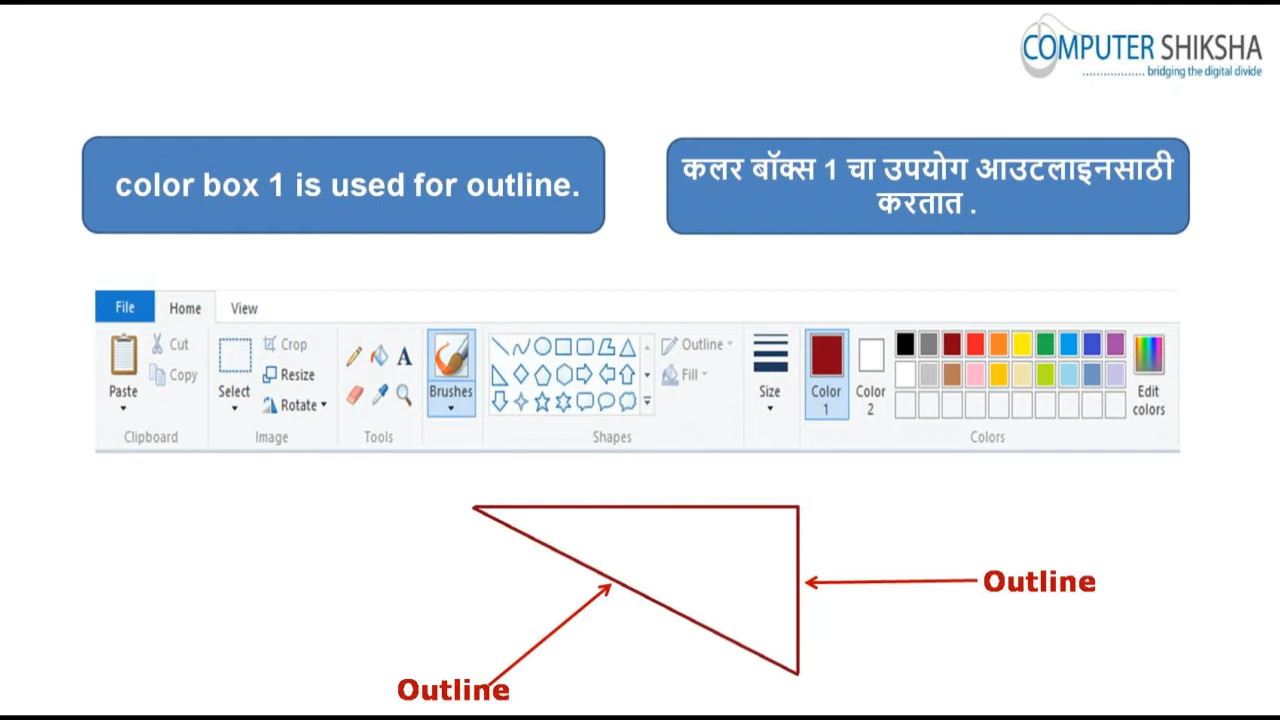 COMPUTER SHIKSHA
bridging the digital divide
color box 1 is used for outline.
कलर बॉक्स 1 चा उपयोग आउटलाइनसाठी
करतात .
File Home View
Cut
Copy
Paste
Clipboard
Crop
Resize
Rotate
Select
Image
A
Tools
Brushes
Outline
Fill
Shapes
Size
Color
1
Color
2
Edit
colors
Colors
Outline
Outline